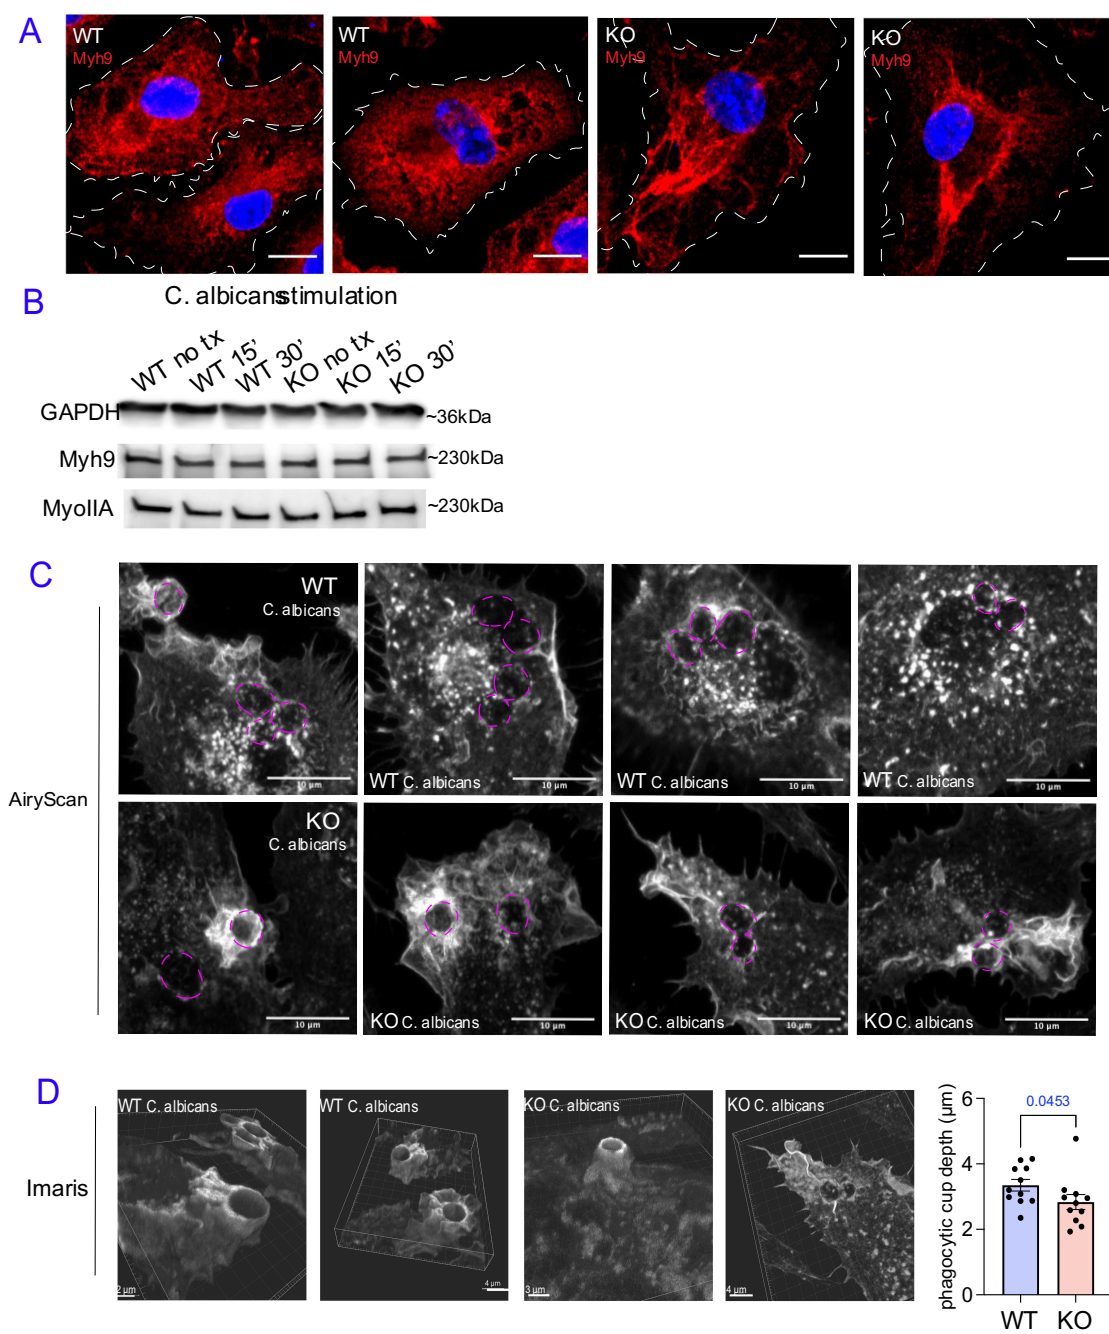 A
WT
Myh9
WT
Myh9
KO
Myh9
KO
Myh9
B
C. albicans stimulation
WT no tx
WT 15'
WT 30'
KO no tx
KO 15'
KO 30'
GAPDH
~36kDa
Myh9
~230kDa
MyoIIA
~230kDa
C
AiryScan
WT
C. albicans
10 µm
WT C. albicans
10 µm
WT C. albicans
10 µm
WT C. albicans
10 µm
KO
C. albicans
10 µm
KO C. albicans
10 µm
KO C. albicans
10 µm
KO C. albicans
10 µm
D
Imaris
WT C. albicans
2 µm
WT C. albicans
4 µm
KO C. albicans
3 µm
KO C. albicans
4 µm
phagocytic cup depth (µm)
0.0453
6
4
2
0
WT
KO